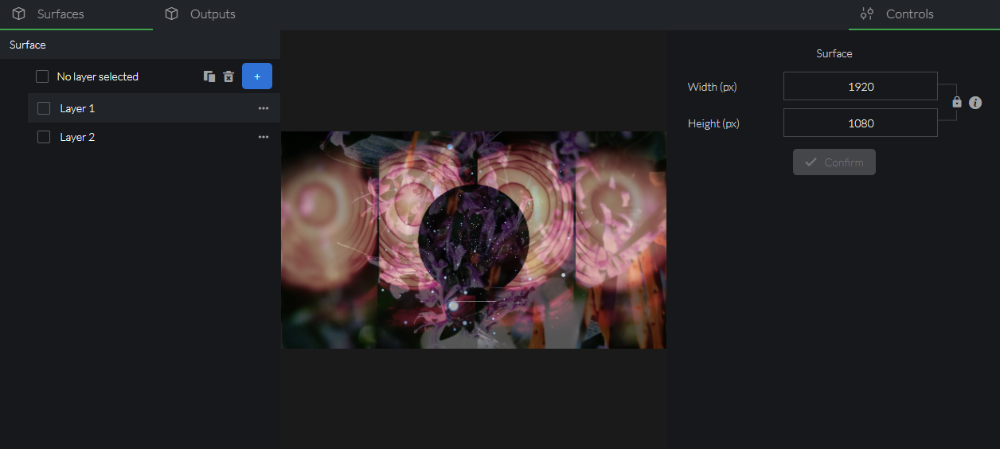 Surfaces
Outputs
Controls
Surface
No layer selected
+
Layer 1
Layer 2
Surface
Width (px)
1920
Height (px)
1080
Confirm